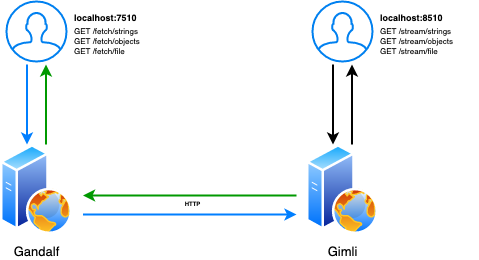 localhost:7510
GET /fetch/strings
GET /fetch/objects
GET /fetch/file
localhost:8510
GET /stream/strings
GET /stream/objects
GET /stream/file
HTTP
Gandalf
Gimli